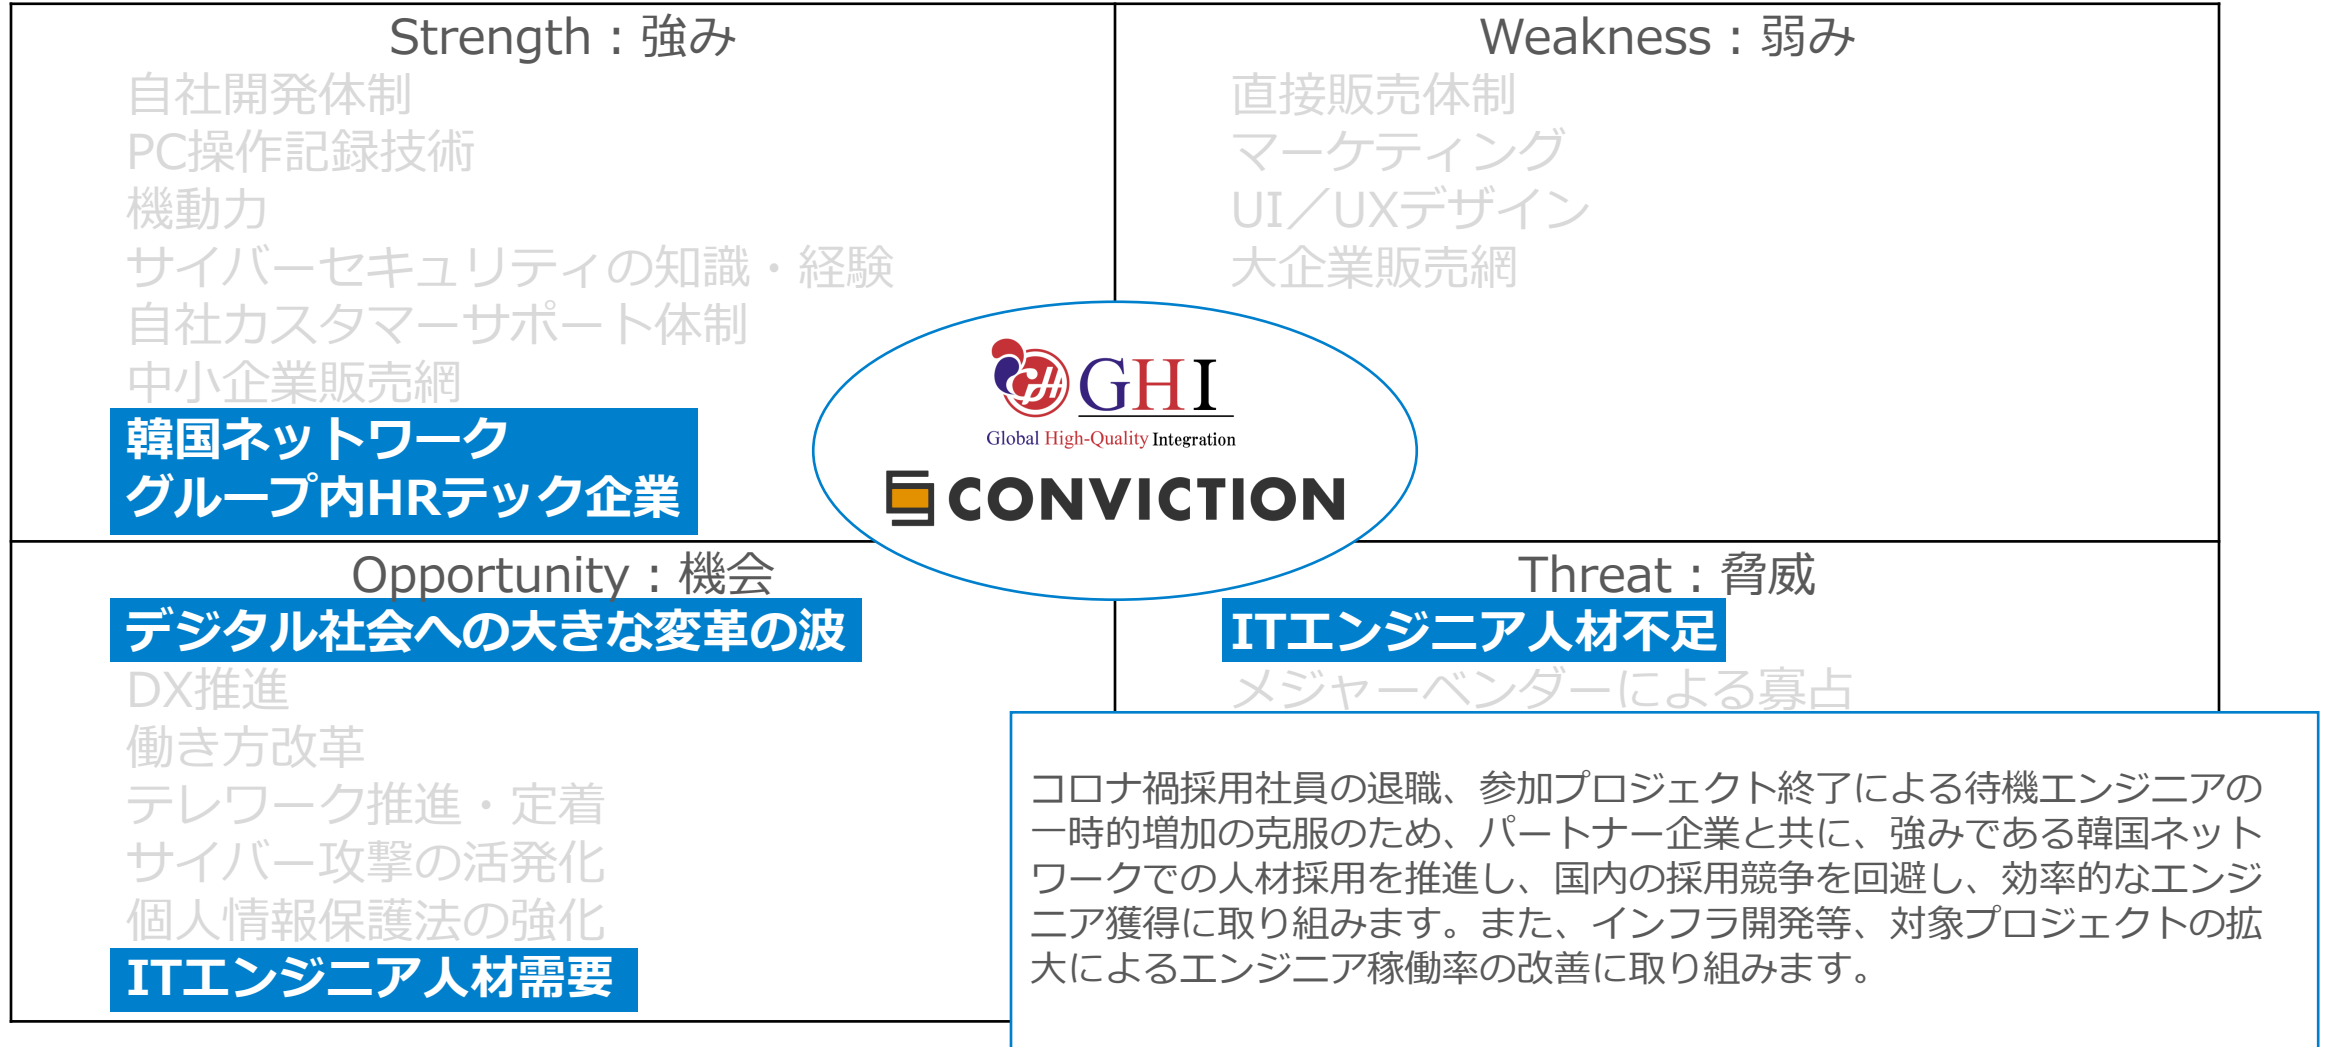 Strength：強み
自社開発体制
PC操作記録技術
機動力
サイバーセキュリティの知識・経験
自社カスタマーサポート体制
中小企業販売網
韓国ネットワーク
グループ内HRテック企業
Weakness：弱み
直接販売体制
マーケティング
UI／UXデザイン
大企業販売網
GHI
Global High-Quality Integration
CONVICTION
Opportunity：機会
デジタル社会への大きな変革の波
DX推進
働き方改革
テレワーク推進・定着
サイバー攻撃の活発化
個人情報保護法の強化
ITエンジニア人材需要
Threat：脅威
ITエンジニア人材不足
メジャーベンダーによる寡占
コロナ禍採用社員の退職、参加プロジェクト終了による待機エンジニアの
一時的増加の克服のため、パートナー企業と共に、強みである韓国ネット
ワークでの人材採用を推進し、国内の採用競争を回避し、効率的なエンジ
ニア獲得に取り組みます。また、インフラ開発等、対象プロジェクトの拡
大によるエンジニア稼働率の改善に取り組みます。